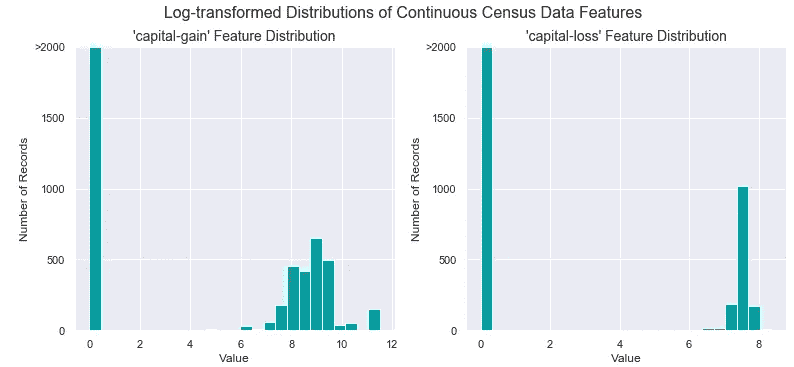 Log-transformed Distributions of Continuous Census Data Features
'capital-gain' Feature Distribution
>2000
1500
1000
500
0
Number of Records
0 2 4 6 8 10 12
Value
'capital-loss' Feature Distribution
>2000
1500
1000
500
0
Number of Records
0 2 4 6 8
Value